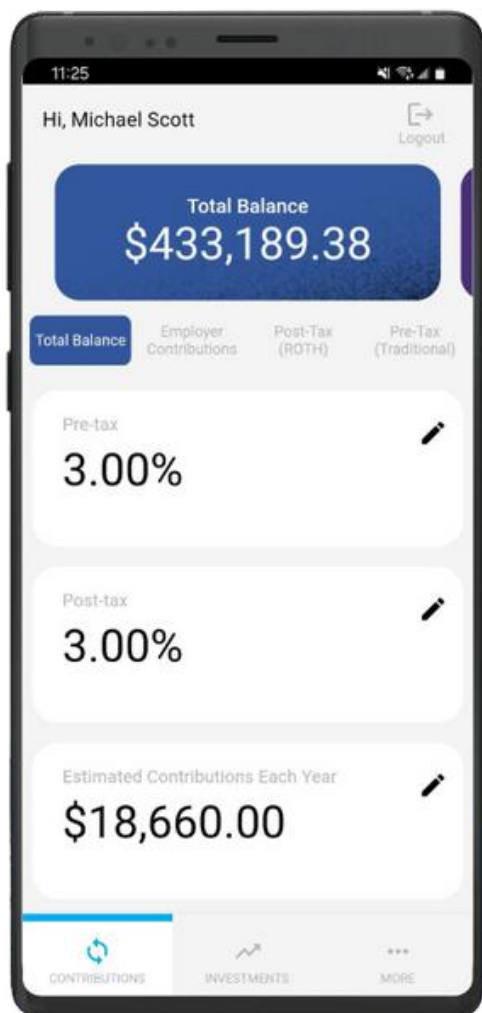 11:25
Hi, Michael Scott
Logout
Total Balance
$433,189.38
Total Balance
Employer
Contributions
Post-Tax
(ROTH)
Pre-Tax
(Traditional)
Pre-tax
3.00%
Post-tax
3.00%
Estimated Contributions Each Year
$18,660.00
CONTRIBUTIONS
INVESTMENTS
MORE